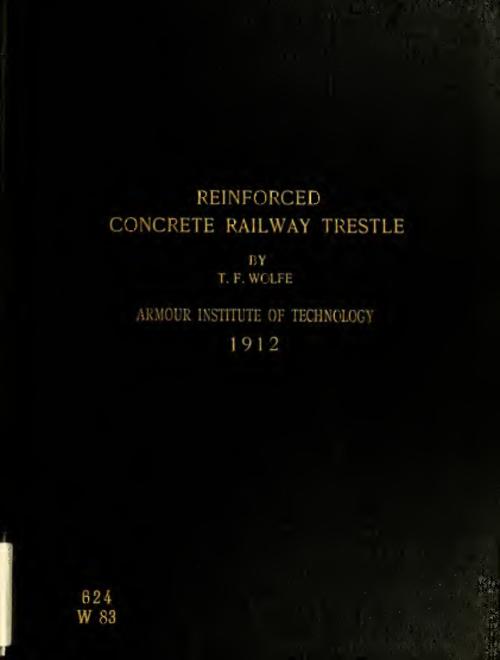 REINFORCED
CONCRETE RAILWAY TRESTLE
BY
T. F. WOLFE
ARMOUR INSTITUTE OF TECHNOLOGY
1912
624
W 83